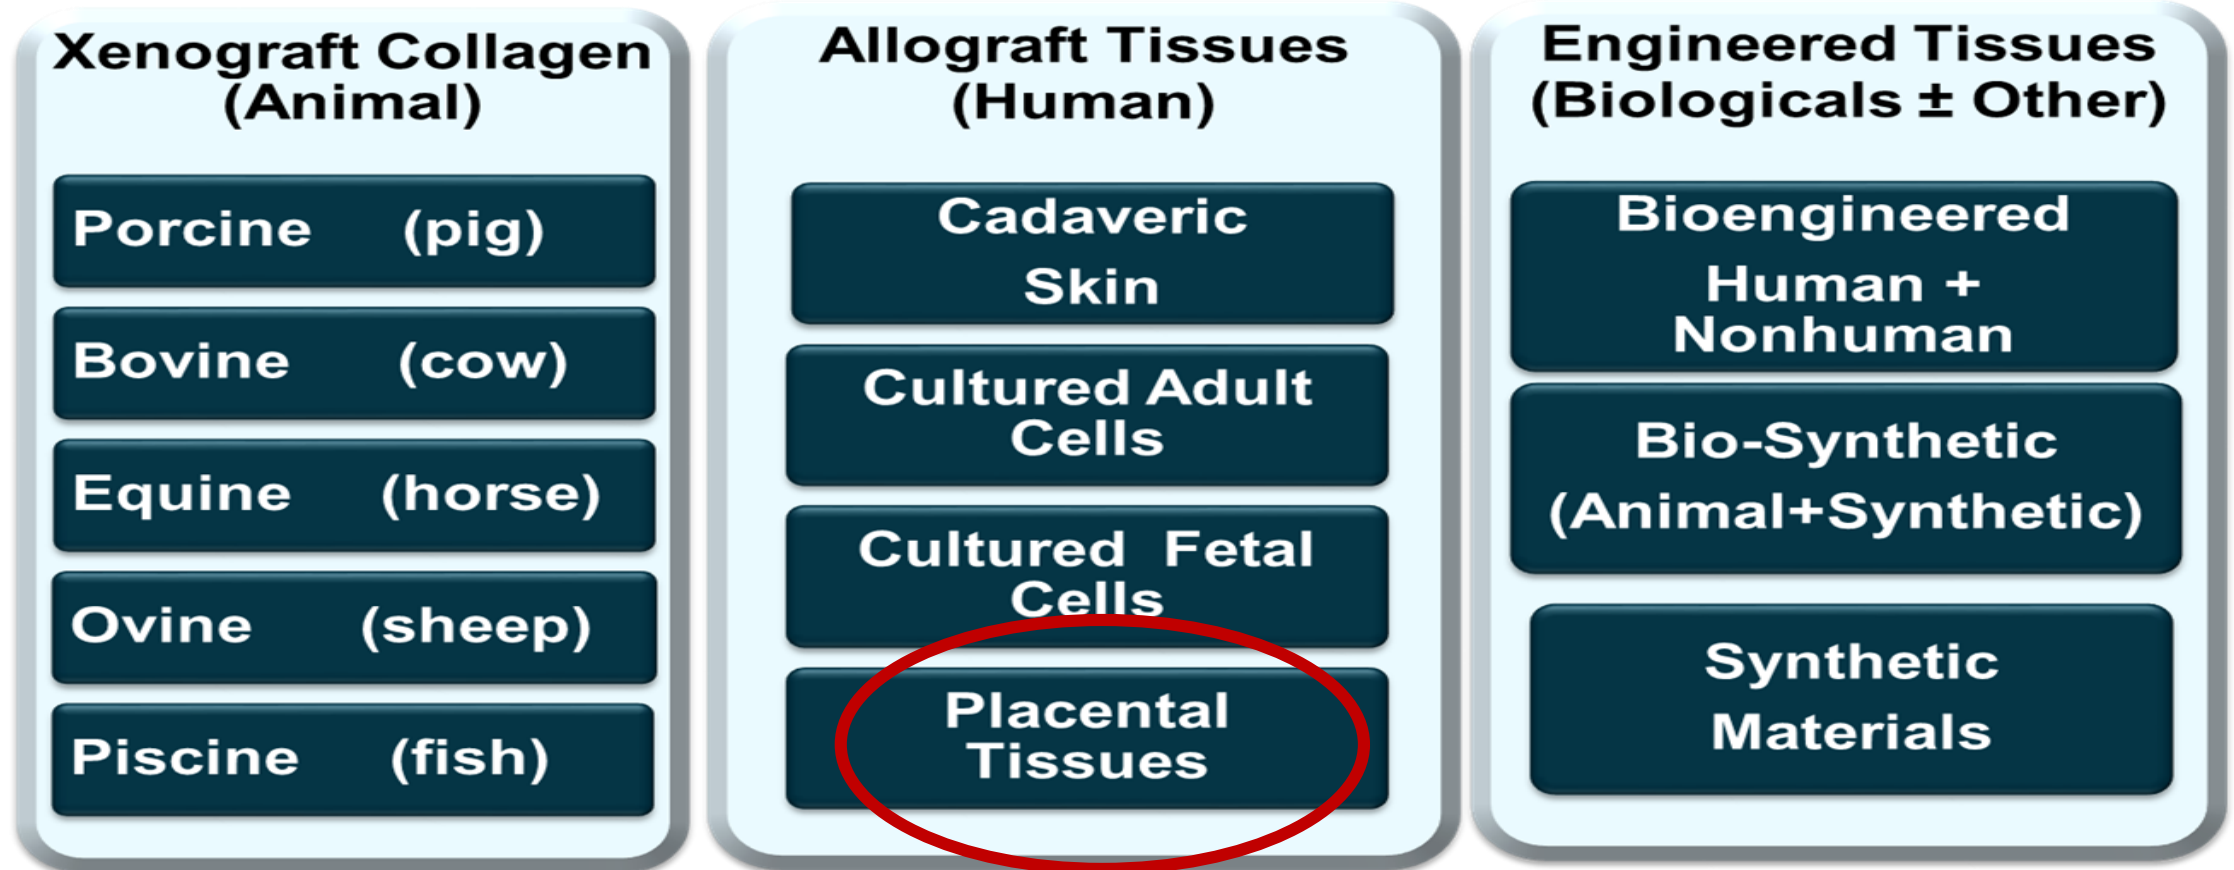 Xenograft Collagen
(Animal)
Porcine (pig)
Bovine (cow)
Equine (horse)
Ovine (sheep)
Piscine (fish)
Allograft Tissues
(Human)
Cadaveric
Skin
Cultured Adult
Cells
Cultured Fetal
Cells
Placental
Tissues
Engineered Tissues
(Biologicals ± Other)
Bioengineered
Human +
Nonhuman
Bio-Synthetic
(Animal+Synthetic)
Synthetic
Materials